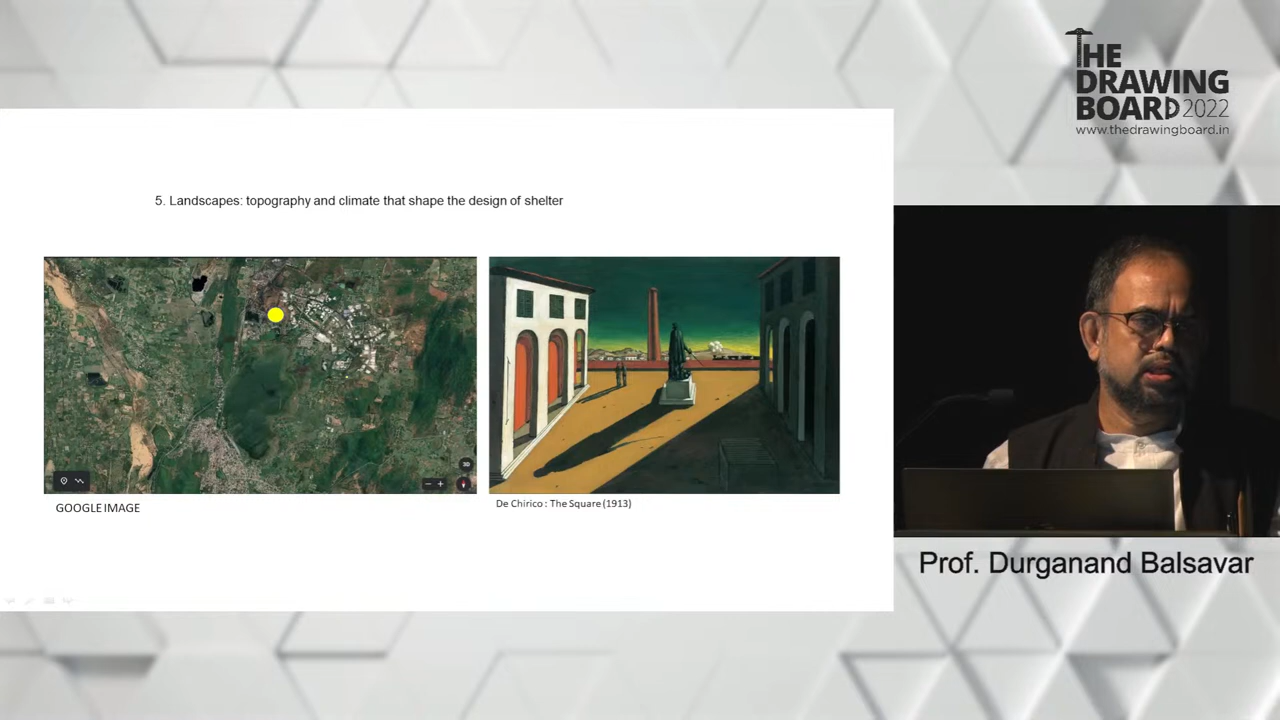 THE
DRAWING
BOARD 2022
www.thedrawingboard.in
5. Landscapes: topography and climate that shape the design of shelter
3D
GOOGLE IMAGE
De Chirico : The Square (1913)
Prof. Durganand Balsavar